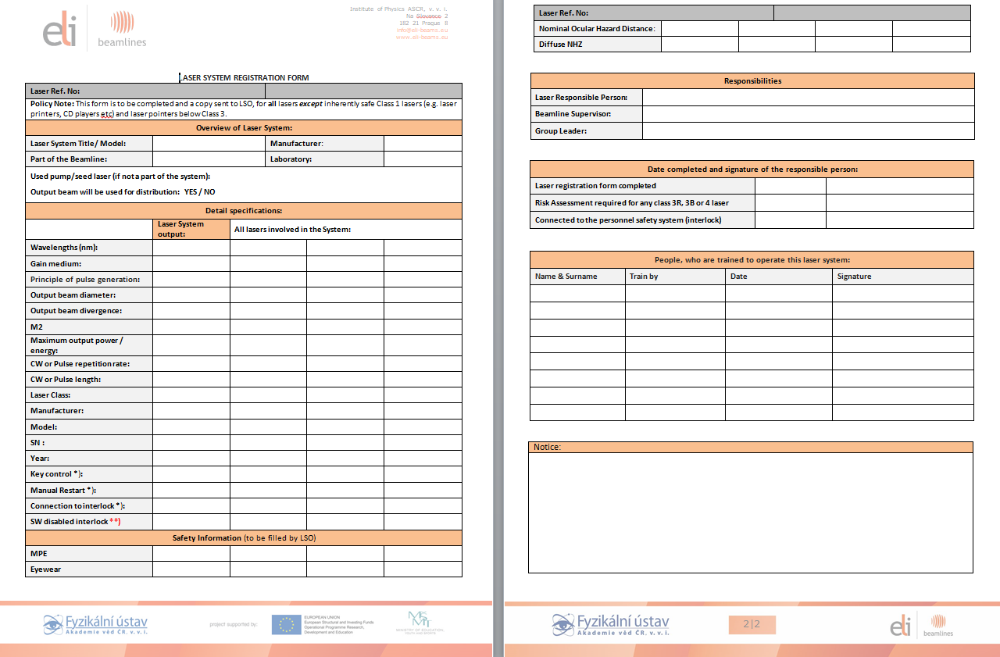 eli
beamlines
Institute of Physics ASCR, v. v. i.
Na Slovance 2
182 21 Prague 8
info@eli-beams.eu
www.eli-beams.eu
LASER SYSTEM REGISTRATION FORM
Laser Ref. No:
Policy Note: This form is to be completed and a copy sent to LSO, for all lasers except inherently safe Class 1 lasers (e.g. laser
printers, CD players etc) and laser pointers below Class 3.
Overview of Laser System:
Laser System Title/ Model: Manufacturer:
Part of the Beamline: Laboratory:
Used pump/seed laser (if not a part of the system):
Output beam will be used for distribution: YES / NO
Detail specifications:
Laser System
output:
All lasers involved in the System:
Wavelengths (nm):
Gain medium:
Principle of pulse generation:
Output beam diameter:
Output beam divergence:
M2
Maximum output power /
energy:
CW or Pulse repetition rate:
CW or Pulse length:
Laser Class:
Manufacturer:
Model:
SN :
Year:
Key control *):
Manual Restart *):
Connection to interlock *):
SW disabled interlock **)
Safety Information (to be filled by LSO)
MPE
Eyewear
Fyzikální ústav
Akademie věd ČR, v. v. i.
project supported by:
EUROPEAN UNION
European Structural and Investing Funds
Operational Programme Research,
Development and Education
MINISTRY OF EDUCATION,
YOUTH AND SPORTS
Laser Ref. No:
Nominal Ocular Hazard Distance:
Diffuse NHZ
Responsibilities
Laser Responsible Person:
Beamline Supervisor:
Group Leader:
Date completed and signature of the responsible person:
Laser registration form completed
Risk Assessment required for any class 3R, 3B or 4 laser
Connected to the personnel safety system (interlock)
People, who are trained to operate this laser system:
Name & Surname Train by Date Signature
Notice:
Fyzikální ústav
Akademie věd ČR, v. v. i.
2|2
eli
beamlines